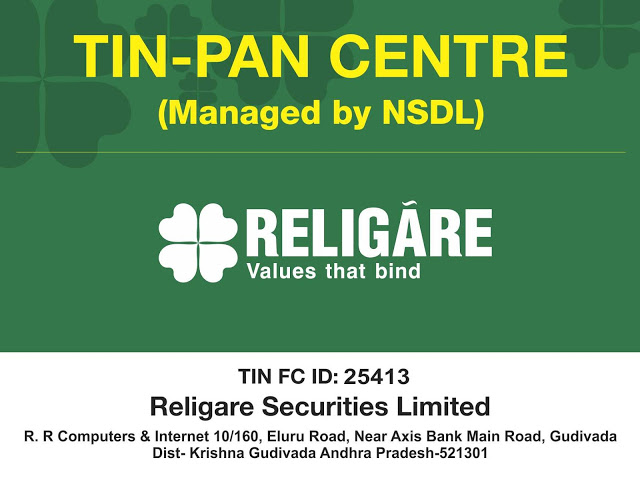 TIN-PAN CENTRE
(Managed by NSDL)
RELIGÃRE
Values that bind
TIN FC ID: 25413
Religare Securities Limited
R. R Computers & Internet 10/160, Eluru Road, Near Axis Bank Main Road, Gudivada
Dist- Krishna Gudivada Andhra Pradesh-521301